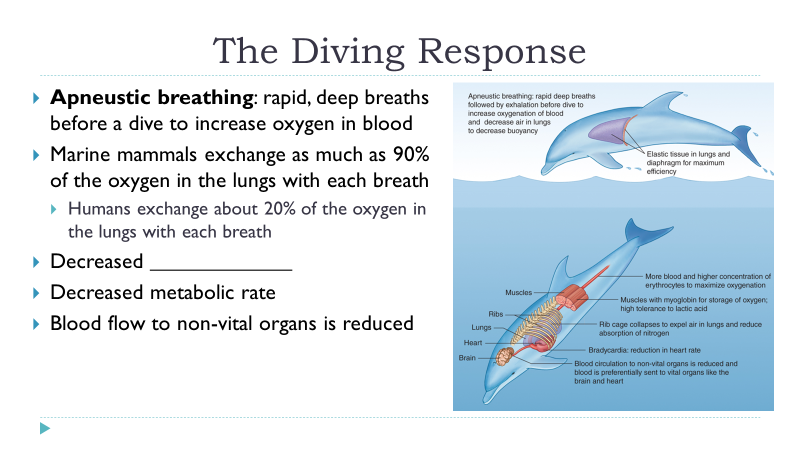 The Diving Response
Apneustic breathing: rapid, deep breaths
before a dive to increase oxygen in blood
Marine mammals exchange as much as 90%
of the oxygen in the lungs with each breath
Humans exchange about 20% of the oxygen in
the lungs with each breath
Decreased _____________
Decreased metabolic rate
Blood flow to non-vital organs is reduced
Apneustic breathing: rapid deep breaths
followed by exhalation before dive to
increase oxygenation of blood
and decrease air in lungs
to decrease buoyancy
Elastic tissue in lungs and
diaphragm for maximum
efficiency
More blood and higher concentration of
erythrocytes to maximize oxygenation
Muscles
Muscles with myoglobin for storage of oxygen;
high tolerance to lactic acid
Ribs
Rib cage collapses to expel air in lungs and reduce
absorption of nitrogen
Lungs
Heart
Bradycardia: reduction in heart rate
Brain
Blood circulation to non-vital organs is reduced and
blood is preferentially sent to vital organs like the
brain and heart